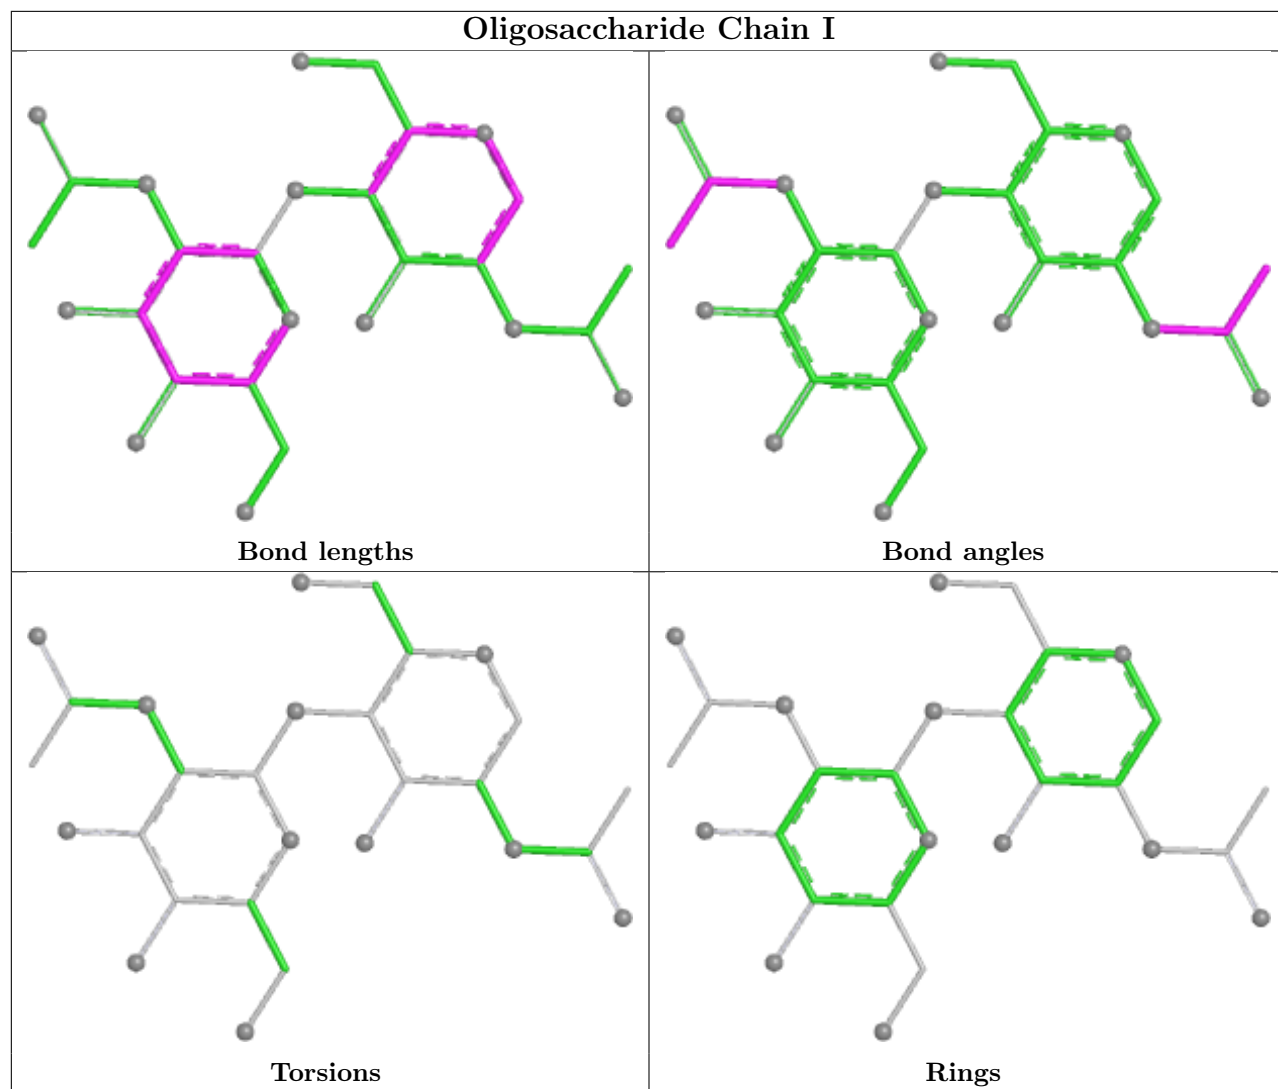 Oligosaccharide Chain I
Bond lengths
Bond angles
Torsions
Rings